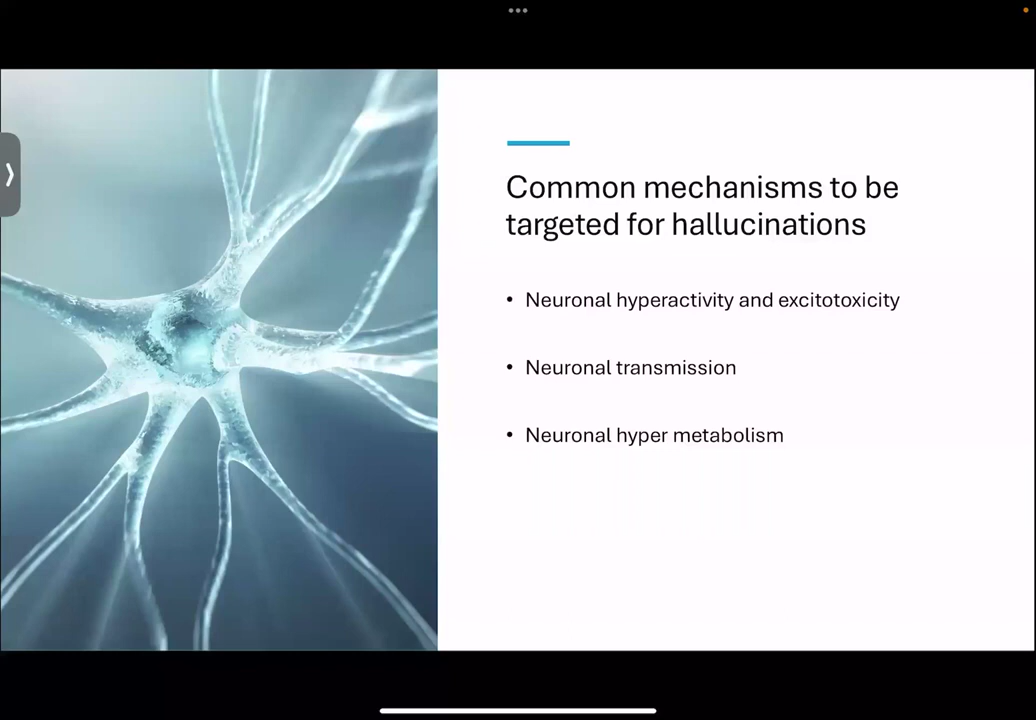 Common mechanisms to be
targeted for hallucinations
• Neuronal hyperactivity and excitotoxicity
• Neuronal transmission
• Neuronal hyper metabolism